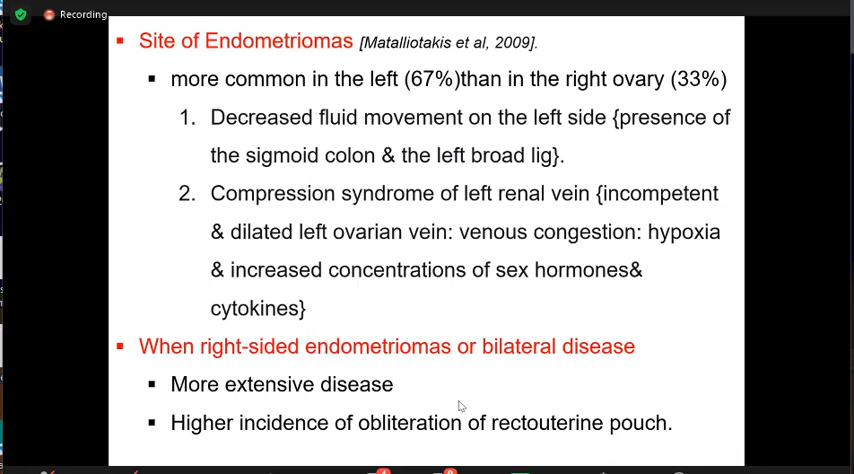 Recording
▪ Site of Endometriomas [Matalliotakis et al, 2009].
▪ more common in the left (67%)than in the right ovary (33%)
1. Decreased fluid movement on the left side {presence of
the sigmoid colon & the left broad lig}.
2. Compression syndrome of left renal vein {incompetent
& dilated left ovarian vein: venous congestion: hypoxia
& increased concentrations of sex hormones&
cytokines}
▪ When right-sided endometriomas or bilateral disease
▪ More extensive disease
▪ Higher incidence of obliteration of rectouterine pouch.